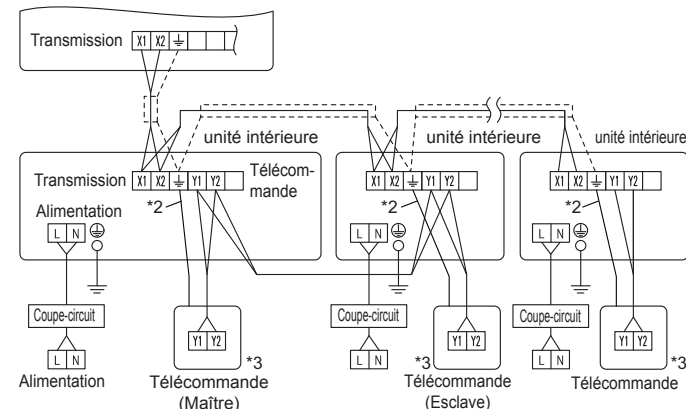 Transmission X1 X2
unité intérieure
unité intérieure
unité intérieure
Transmission X1 X2 Y1 Y2
Télécom-
mande
X1 X2 Y1 Y2
X1 X2 Y1 Y2
*2
*2
*2
Alimentation
L N
L N
L N
Coupe-circuit
Coupe-circuit
Coupe-circuit
Y1 Y2
Y1 Y2
Y1 Y2
L N
*3
L N
*3
L N
*3
Alimentation
Télécommande
(Maître)
Télécommande
(Esclave)
Télécommande